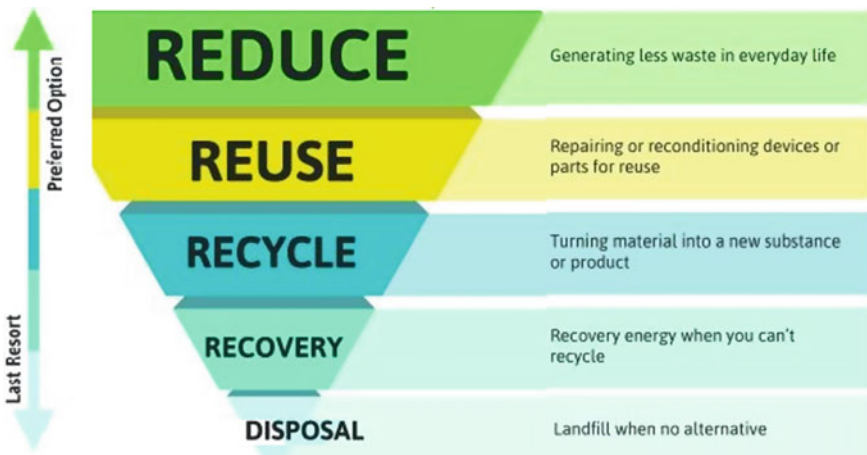 Preferred Option
Last Resort
REDUCE
Generating less waste in everyday life
REUSE
Repairing or reconditioning devices or
parts for reuse
RECYCLE
Turning material into a new substance
or product
RECOVERY
Recovery energy when you can't
recycle
DISPOSAL
Landfill when no alternative